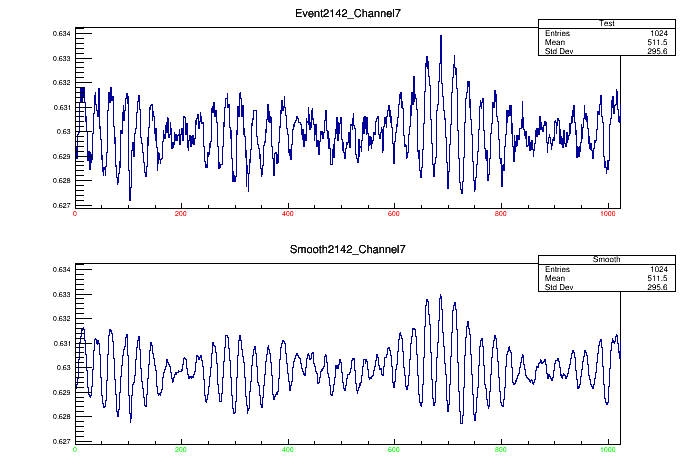 Event2142_Channel7
Test
Entries 1024
Mean 511.5
Std Dev 295.6
0.634
0.633
0.632
0.631
0.63
0.629
0.628
0.627
0 200 400 600 800 1000
Smooth2142_Channel7
Smooth
Entries 1024
Mean 511.5
Std Dev 295.6
0.634
0.633
0.632
0.631
0.63
0.629
0.628
0.627
0 200 400 600 800 1000